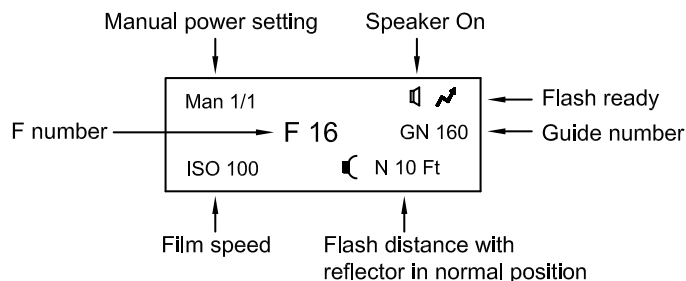 Manual power setting
Speaker On
Man 1/1
Flash ready
F number
F 16
GN 160
Guide number
ISO 100
N 10 Ft
Film speed
Flash distance with
reflector in normal position